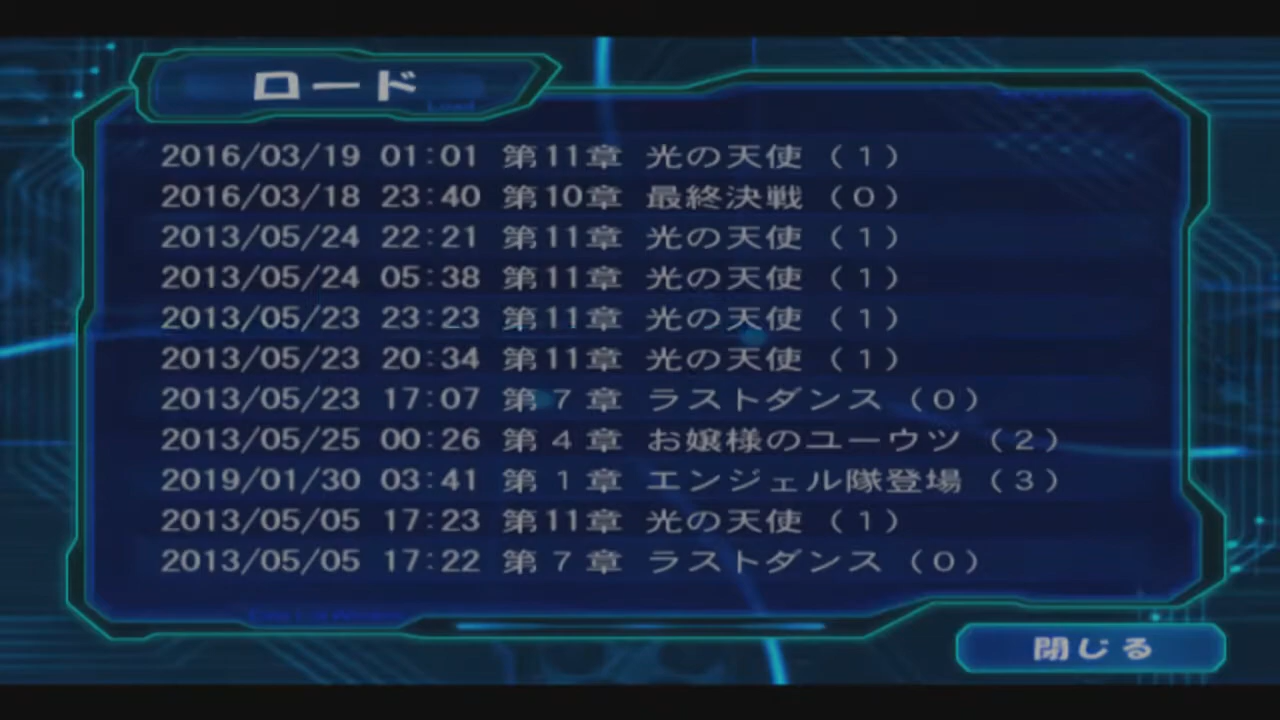 ロード
2016/03/19 01:01 第11章 光の天使（1）
2016/03/18 23:40 第10章 最終決戦（0）
2013/05/24 22:21 第11章 光の天使（1）
2013/05/24 05:38 第11章 光の天使（1）
2013/05/23 23:23 第11章 光の天使（1）
2013/05/23 20:34 第11章 光の天使（1）
2013/05/23 17:07 第 7 章 ラストダンス（0）
2013/05/25 00:26 第 4 章 お嬢様のユーウツ（2）
2019/01/30 03:41 第 1 章 エンジェル隊登場（3）
2013/05/05 17:23 第11章 光の天使（1）
2013/05/05 17:22 第 7 章 ラストダンス（0）
閉じる